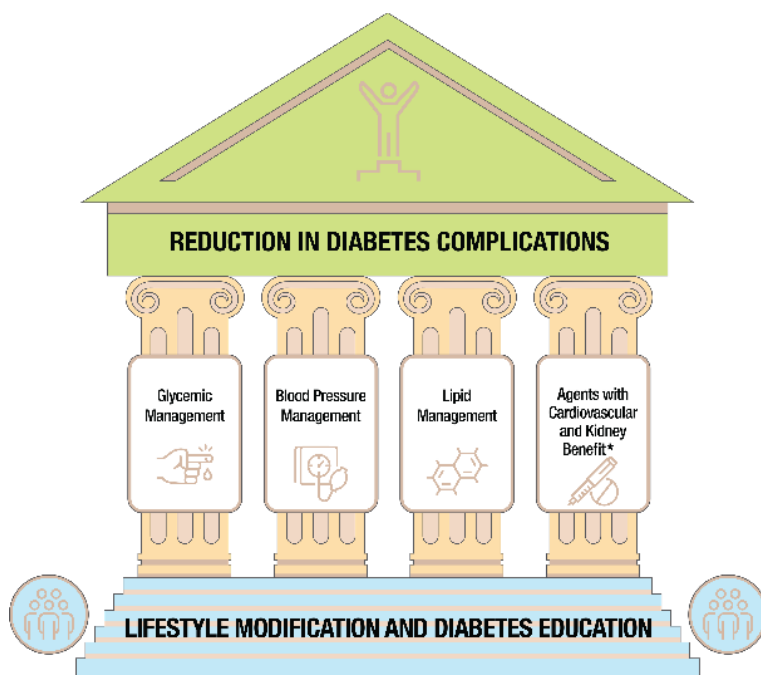 REDUCTION IN DIABETES COMPLICATIONS
Glycemic
Management
Blood Pressure
Management
Lipid
Management
Agents with
Cardiovascular
and Kidney
Benefit*
LIFESTYLE MODIFICATION AND DIABETES EDUCATION